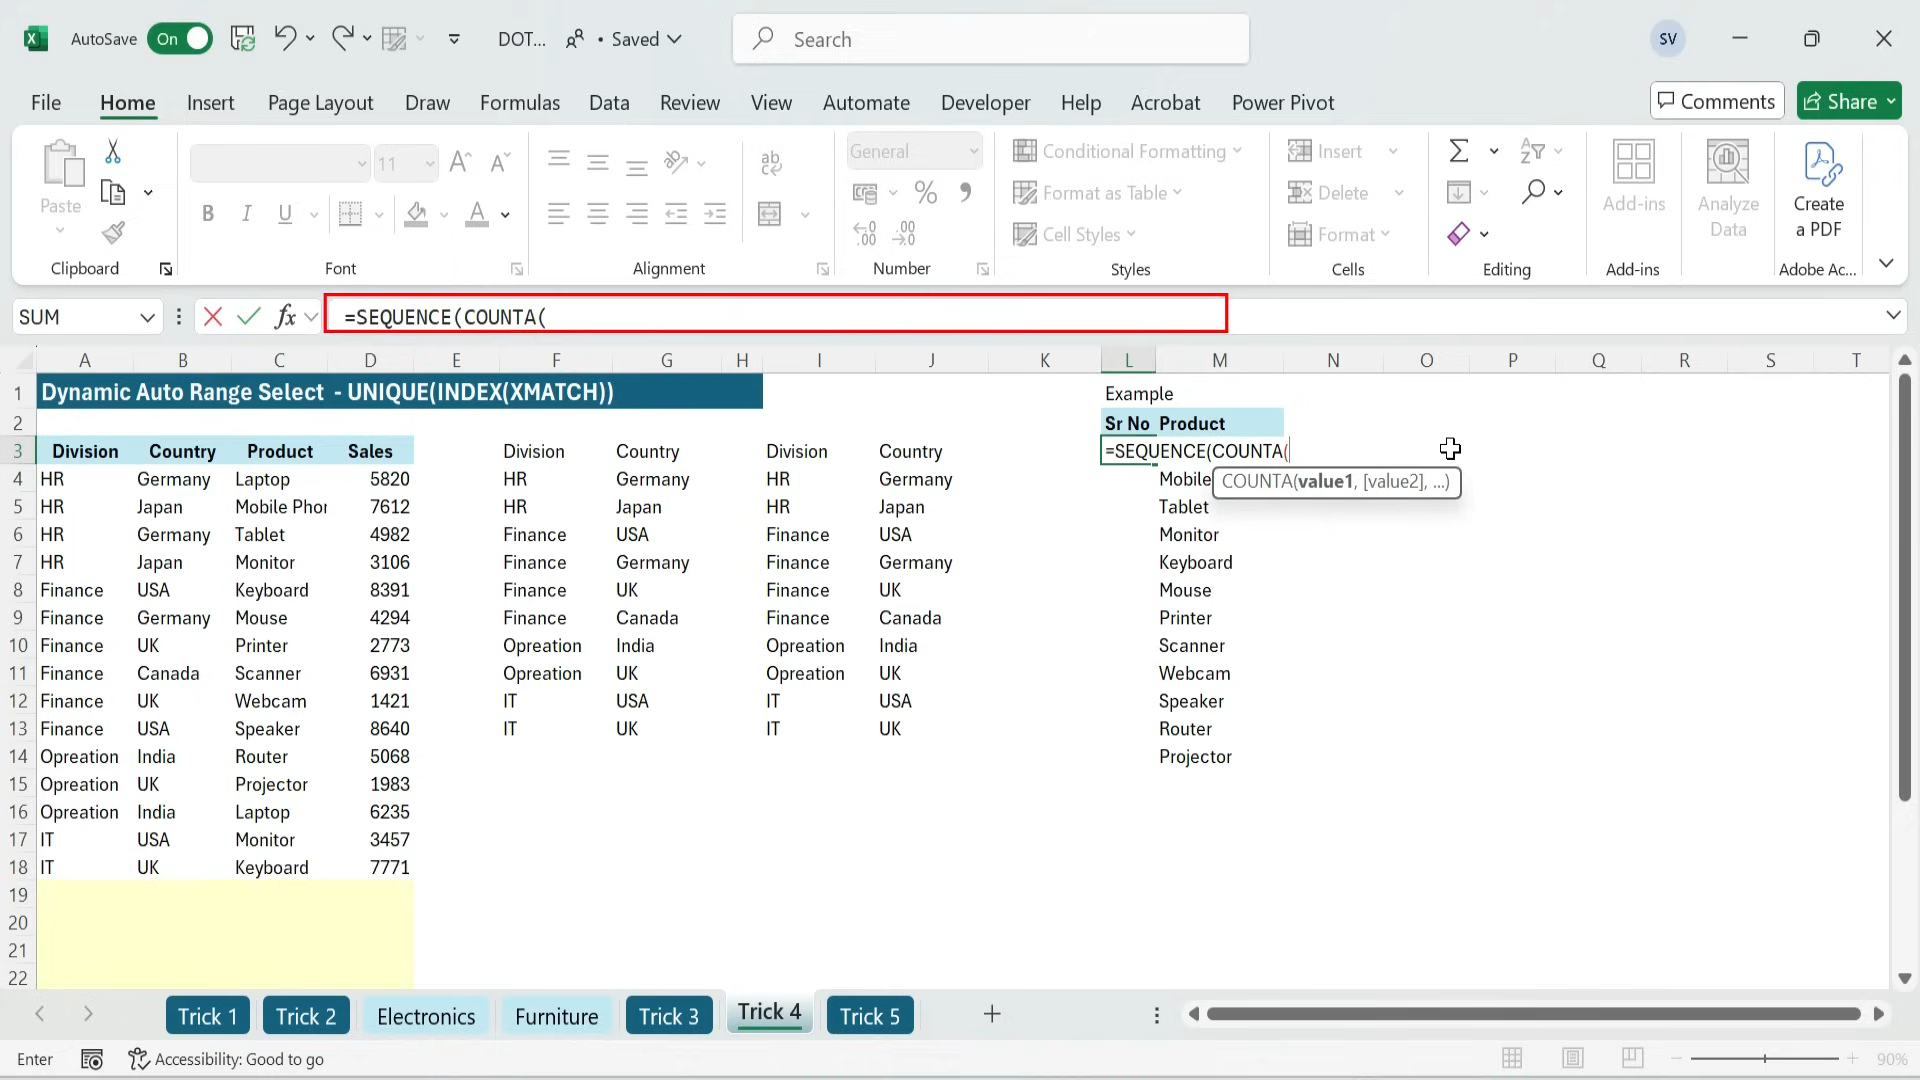 AutoSave On DOT... • Saved Search SV
File Home Insert Page Layout Draw Formulas Data Review View Automate Developer Help Acrobat Power Pivot Comments Share
Paste 11 General Conditional Formatting Insert Add-ins Analyze Data Create a PDF
B I U ab Format as Table Delete
Cell Styles Format
Clipboard Font Alignment Number Styles Cells Editing Add-ins Adobe Ac...
SUM fx =SEQUENCE(COUNTA(
A B C D E F G H I J K L M N O P Q R S T
1 Dynamic Auto Range Select - UNIQUE(INDEX(XMATCH)) Example
2 Sr No Product
3 Division Country Product Sales Division Country Division Country =SEQUENCE(COUNTA(
COUNTA(value1, [value2], ...)
4 HR Germany Laptop 5820 HR Germany HR Germany Mobile
5 HR Japan Mobile Phor 7612 HR Japan HR Japan Tablet
6 HR Germany Tablet 4982 Finance USA Finance USA Monitor
7 HR Japan Monitor 3106 Finance Germany Finance Germany Keyboard
8 Finance USA Keyboard 8391 Finance UK Finance UK Mouse
9 Finance Germany Mouse 4294 Finance Canada Finance Canada Printer
10 Finance UK Printer 2773 Opreation India Opreation India Scanner
11 Finance Canada Scanner 6931 Opreation UK Opreation UK Webcam
12 Finance UK Webcam 1421 IT USA IT USA Speaker
13 Finance USA Speaker 8640 IT UK IT UK Router
14 Opreation India Router 5068 Projector
15 Opreation UK Projector 1983
16 Opreation India Laptop 6235
17 IT USA Monitor 3457
18 IT UK Keyboard 7771
19
20
21
22
Trick 1 Trick 2 Electronics Furniture Trick 3 Trick 4 Trick 5
Enter Accessibility: Good to go 90%